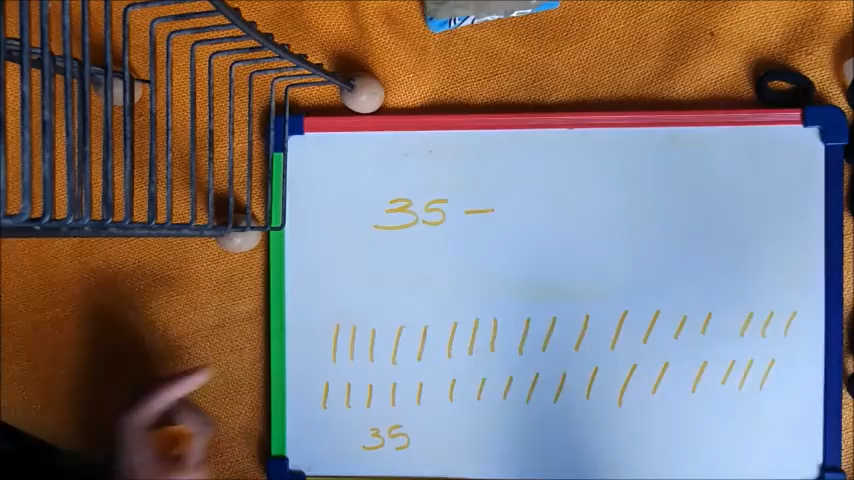 35 –
| | | / / / / / / / / / / / / / / /
| | | | | / / / / / / / / / / / /
35